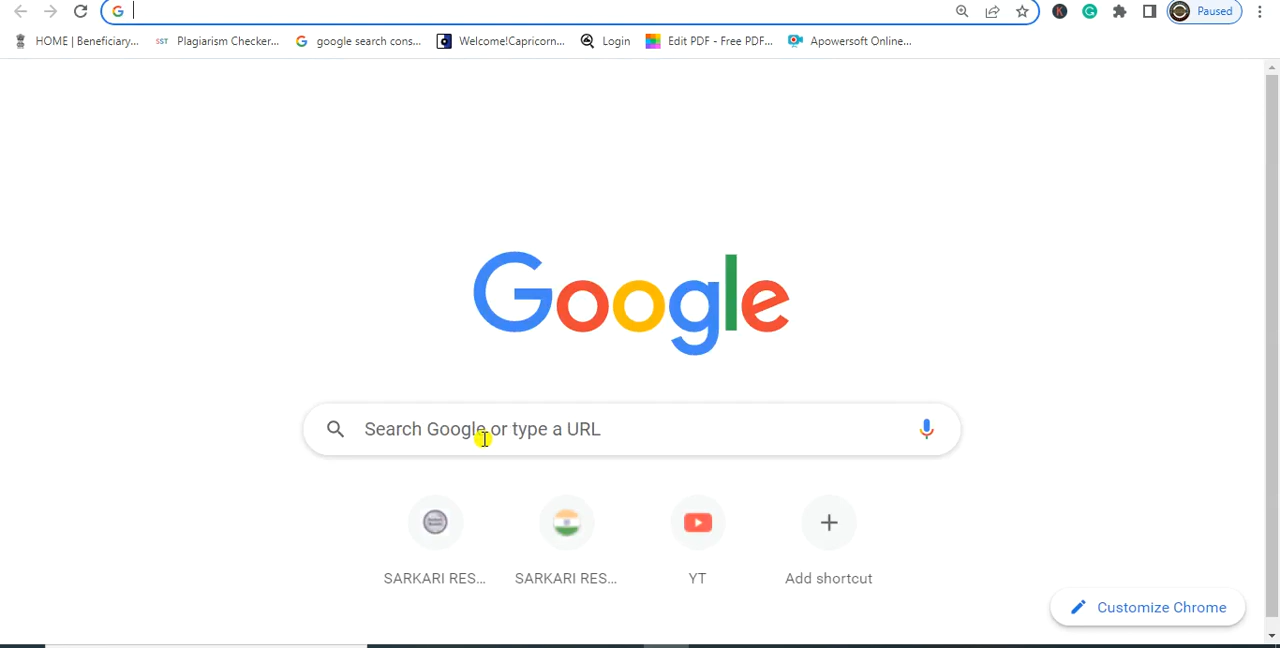 Paused
HOME | Beneficiary... SST Plagiarism Checker... google search cons... Welcome!Capricorn... Login Edit PDF - Free PDF... Apowersoft Online...
Google
Search Google or type a URL
SARKARI RES... SARKARI RES... YT Add shortcut
Customize Chrome